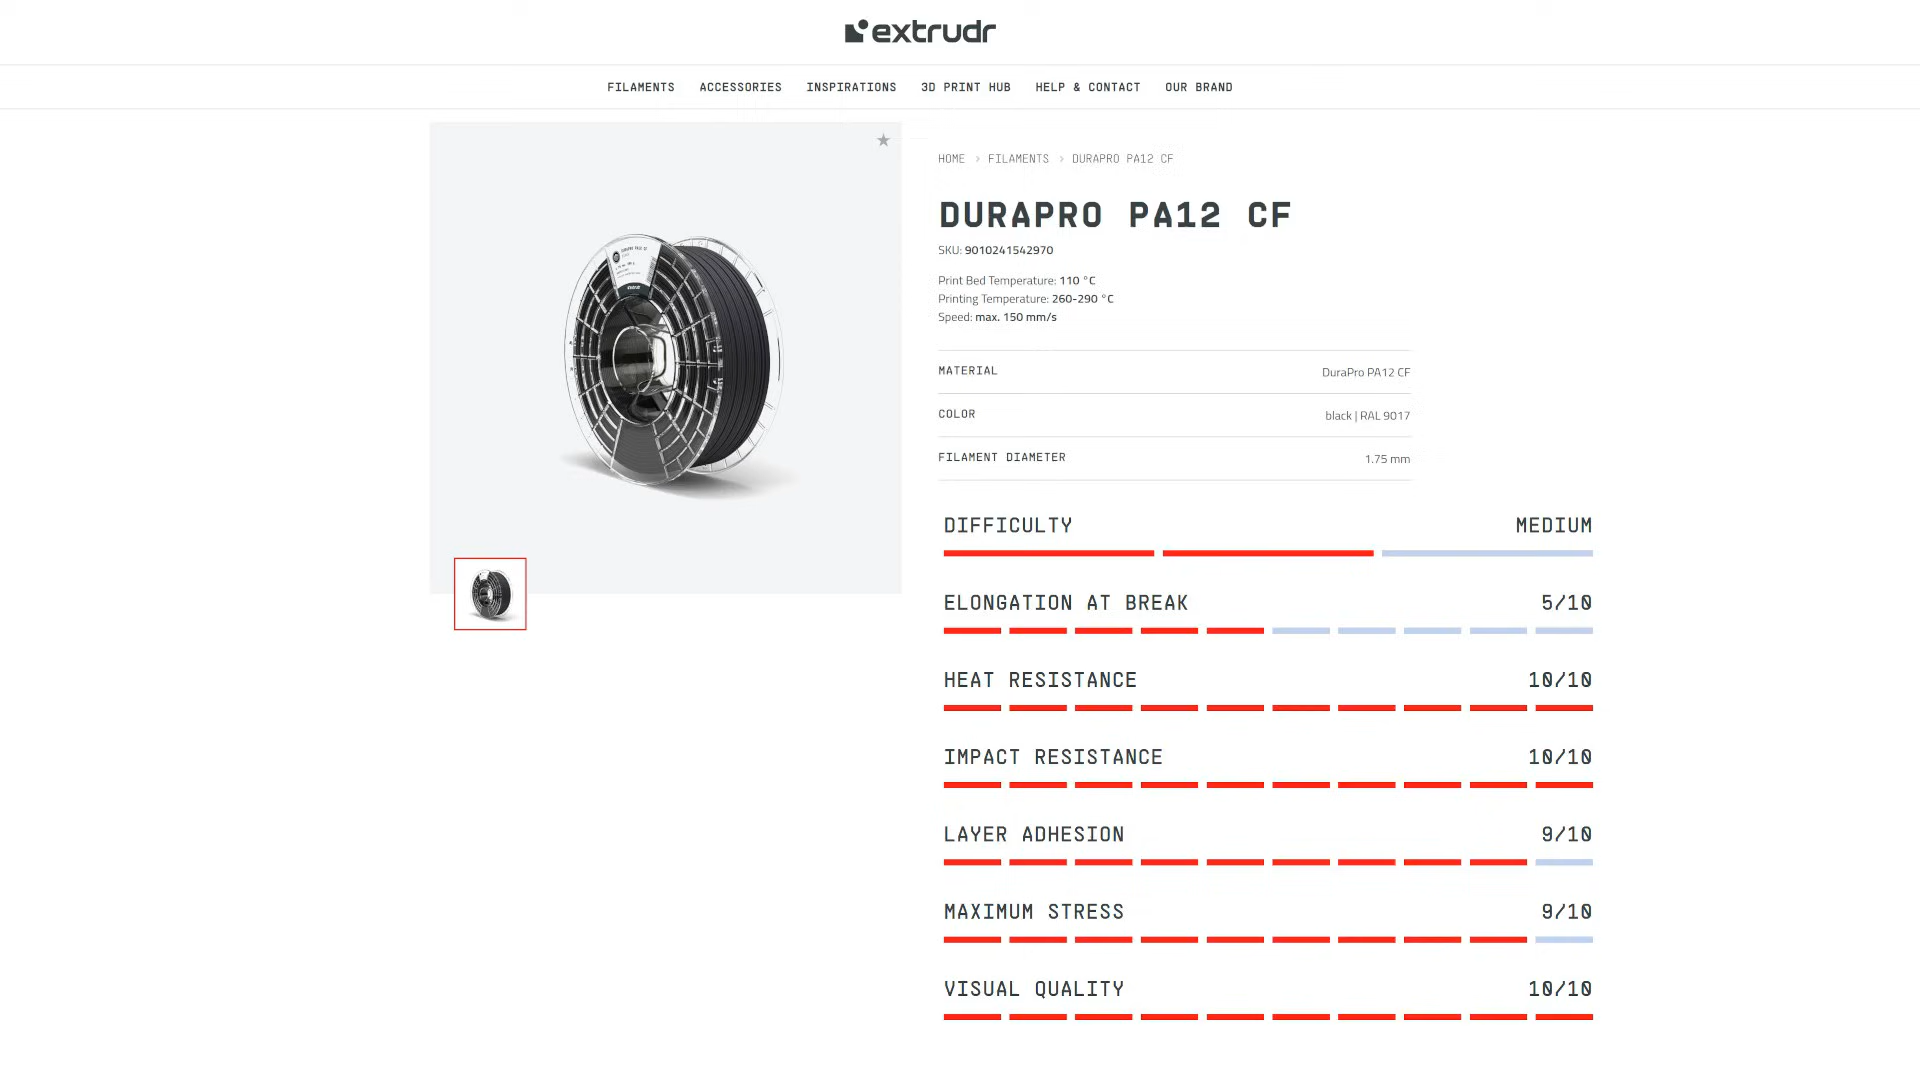 extrudr
FILAMENTS ACCESSORIES INSPIRATIONS 3D PRINT HUB HELP & CONTACT OUR BRAND
HOME › FILAMENTS › DURAPRO PA12 CF
DURAPRO PA12 CF
SKU: 9010241542970
Print Bed Temperature: 110 °C
Printing Temperature: 260-290 °C
Speed: max. 150 mm/s
MATERIAL DuraPro PA12 CF
COLOR black | RAL 9017
FILAMENT DIAMETER 1.75 mm
DIFFICULTY MEDIUM
ELONGATION AT BREAK 5/10
HEAT RESISTANCE 10/10
IMPACT RESISTANCE 10/10
LAYER ADHESION 9/10
MAXIMUM STRESS 9/10
VISUAL QUALITY 10/10